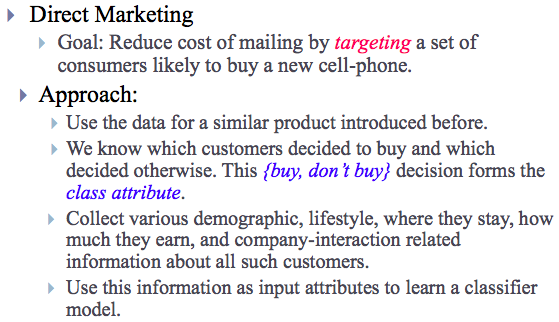 Direct Marketing
Goal: Reduce cost of mailing by targeting a set of
consumers likely to buy a new cell-phone.
Approach:
Use the data for a similar product introduced before.
We know which customers decided to buy and which
decided otherwise. This {buy, don’t buy} decision forms the
class attribute.
Collect various demographic, lifestyle, where they stay, how
much they earn, and company-interaction related
information about all such customers.
Use this information as input attributes to learn a classifier
model.